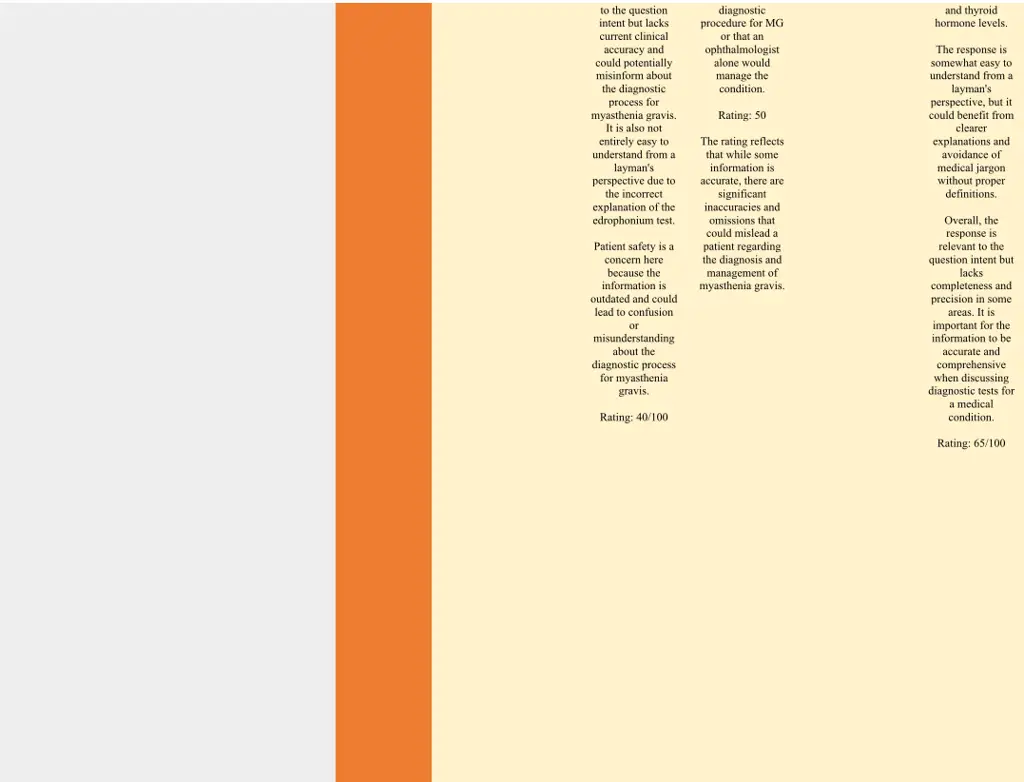 to the question
intent but lacks
current clinical
accuracy and
could potentially
misinform about
the diagnostic
process for
myasthenia gravis.
It is also not
entirely easy to
understand from a
layman's
perspective due to
the incorrect
explanation of the
edrophonium test.
Patient safety is a
concern here
because the
information is
outdated and could
lead to confusion
or
misunderstanding
about the
diagnostic process
for myasthenia
gravis.
Rating: 40/100
diagnostic
procedure for MG
or that an
ophthalmologist
alone would
manage the
condition.
Rating: 50
The rating reflects
that while some
information is
accurate, there are
significant
inaccuracies and
omissions that
could mislead a
patient regarding
the diagnosis and
management of
myasthenia gravis.
and thyroid
hormone levels.
The response is
somewhat easy to
understand from a
layman's
perspective, but it
could benefit from
clearer
explanations and
avoidance of
medical jargon
without proper
definitions.
Overall, the
response is
relevant to the
question intent but
lacks
completeness and
precision in some
areas. It is
important for the
information to be
accurate and
comprehensive
when discussing
diagnostic tests for
a medical
condition.
Rating: 65/100